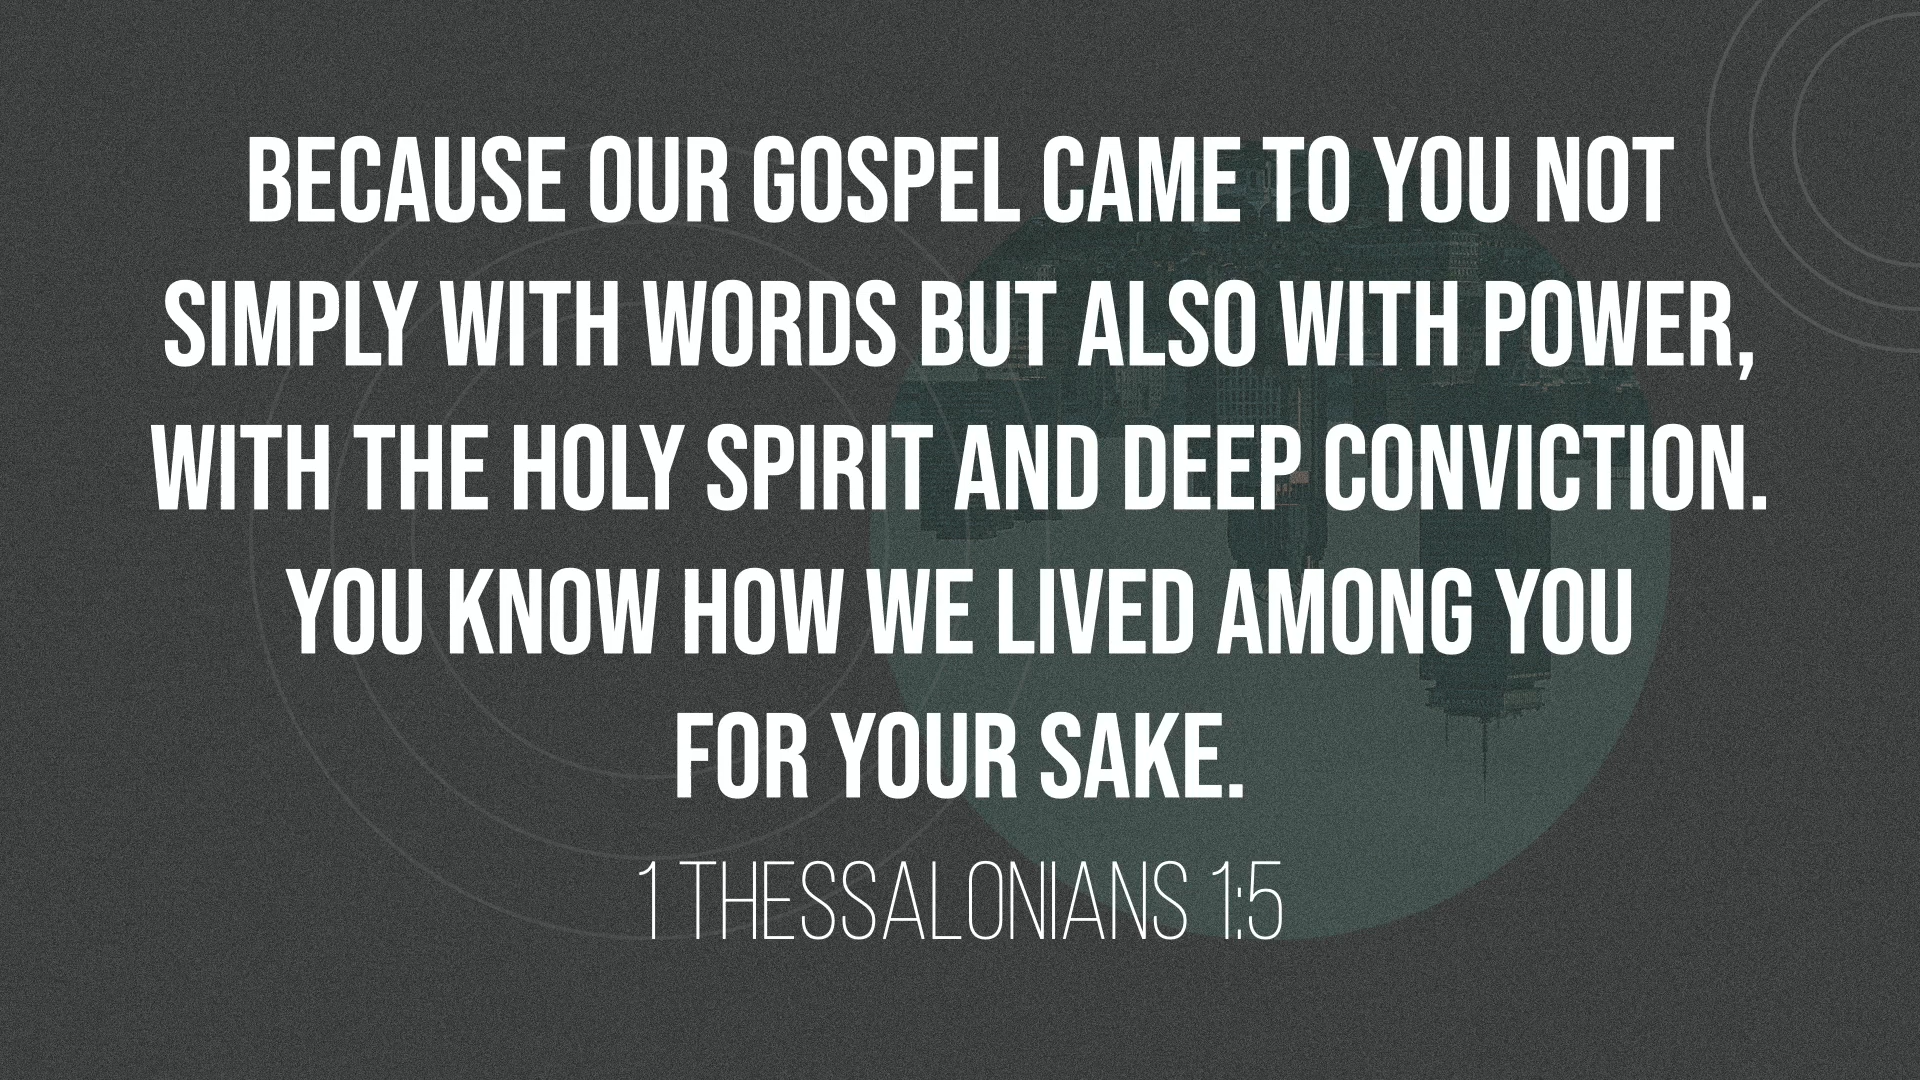 BECAUSE OUR GOSPEL CAME TO YOU NOT
SIMPLY WITH WORDS BUT ALSO WITH POWER,
WITH THE HOLY SPIRIT AND DEEP CONVICTION.
YOU KNOW HOW WE LIVED AMONG YOU
FOR YOUR SAKE.
1 THESSALONIANS 1:5